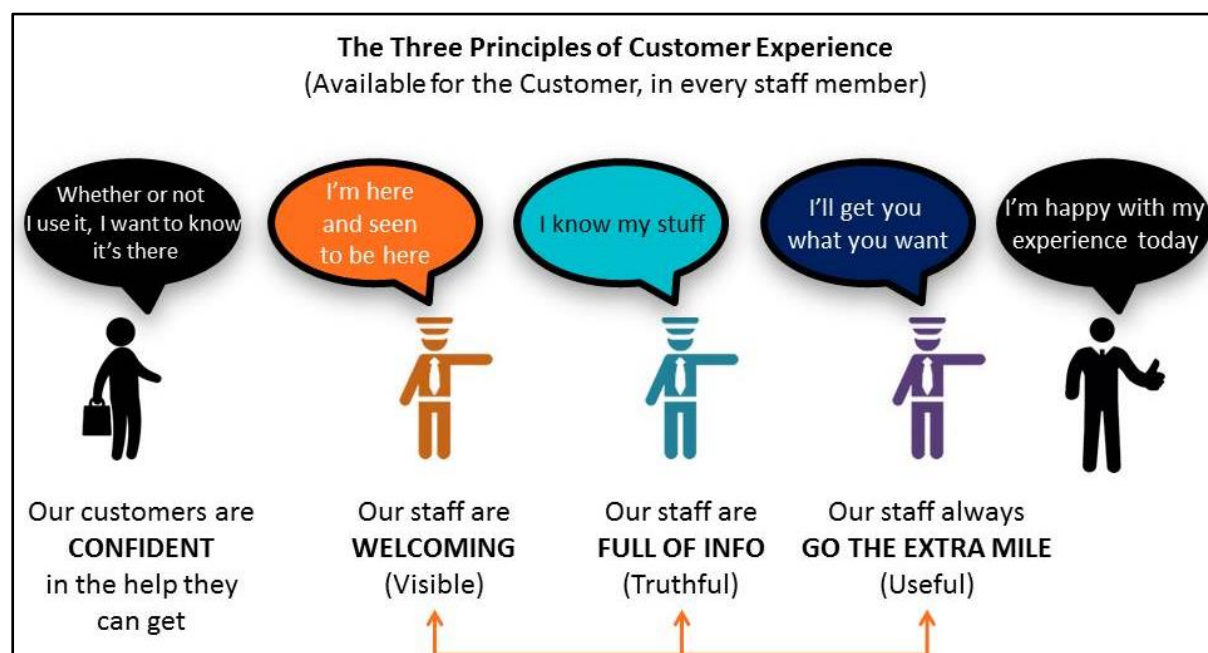 The Three Principles of Customer Experience
(Available for the Customer, in every staff member)
Whether or not
I use it, I want to know
it's there
I'm here
and seen
to be here
I know my stuff
I'll get you
what you want
I'm happy with my
experience today
Our customers are
CONFIDENT
in the help they
can get
Our staff are
WELCOMING
(Visible)
Our staff are
FULL OF INFO
(Truthful)
Our staff always
GO THE EXTRA MILE
(Useful)